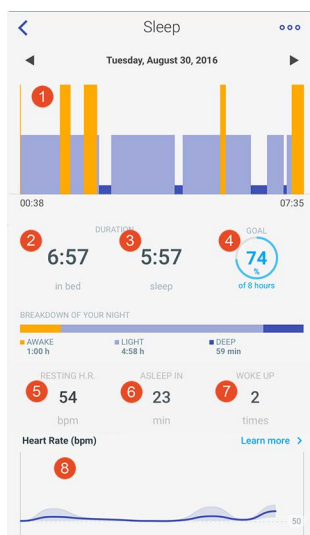 Sleep
Tuesday, August 30, 2016
1
00:38 07:35
DURATION GOAL
2 3 4
6:57 5:57 74
%
in bed sleep of 8 hours
BREAKDOWN OF YOUR NIGHT
AWAKE LIGHT DEEP
1:00 h 4:58 h 59 min
RESTING H.R. ASLEEP IN WOKE UP
5 6 7
54 23 2
bpm min times
Heart Rate (bpm) Learn more
8
50